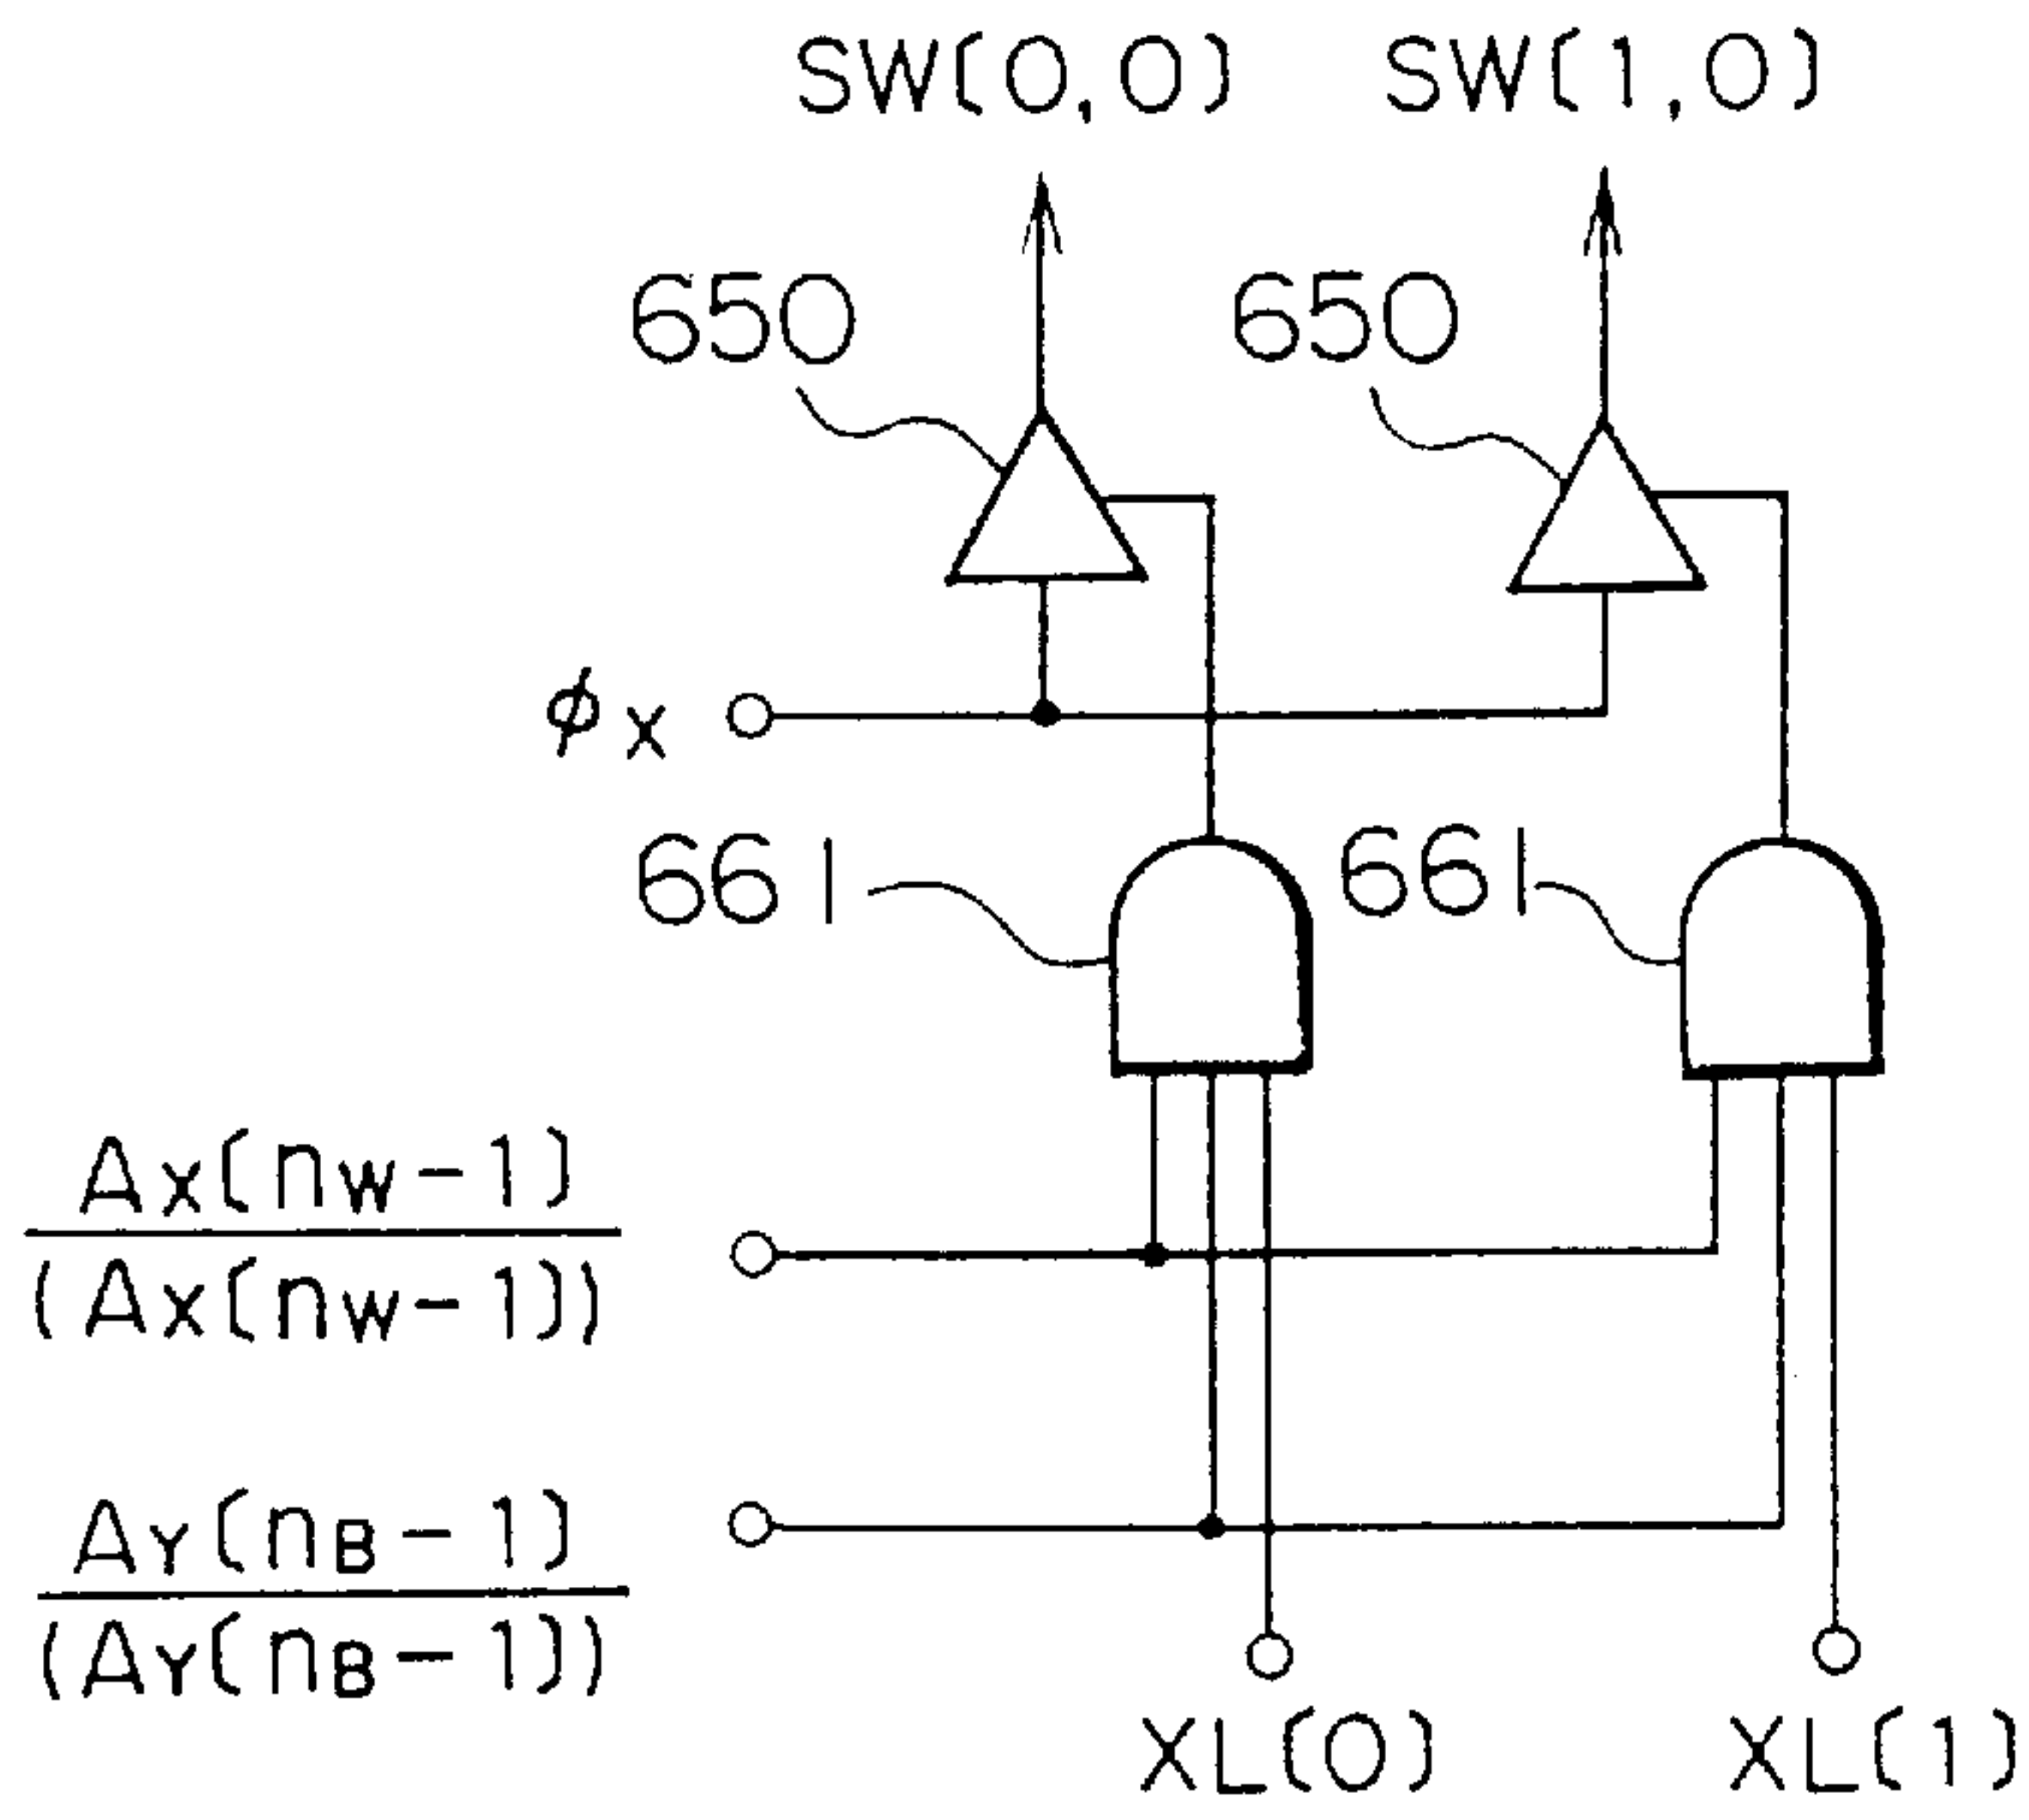 SW(0,0) SW(1,0)
650 650
ϕX
661 661
AX(nW-1)
(AX(nW-1))
AY(nB-1)
(AY(nB-1))
XL(0) XL(1)